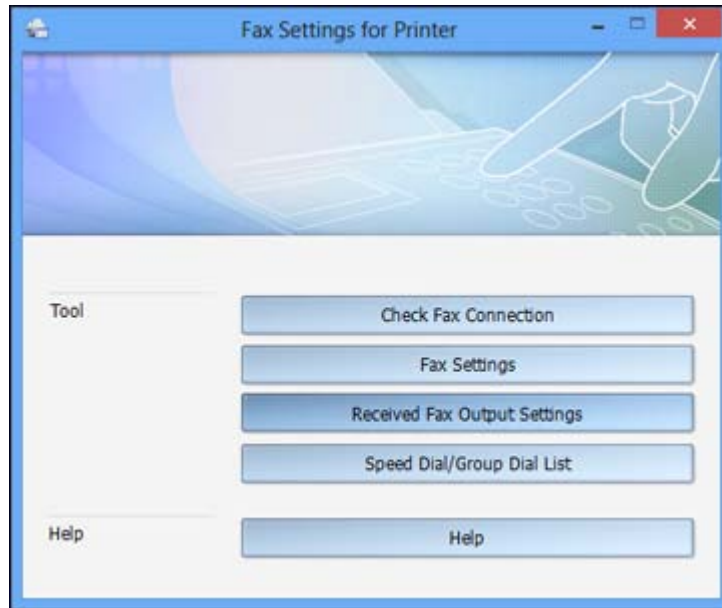 Fax Settings for Printer
Tool
Check Fax Connection
Fax Settings
Received Fax Output Settings
Speed Dial/Group Dial List
Help
Help